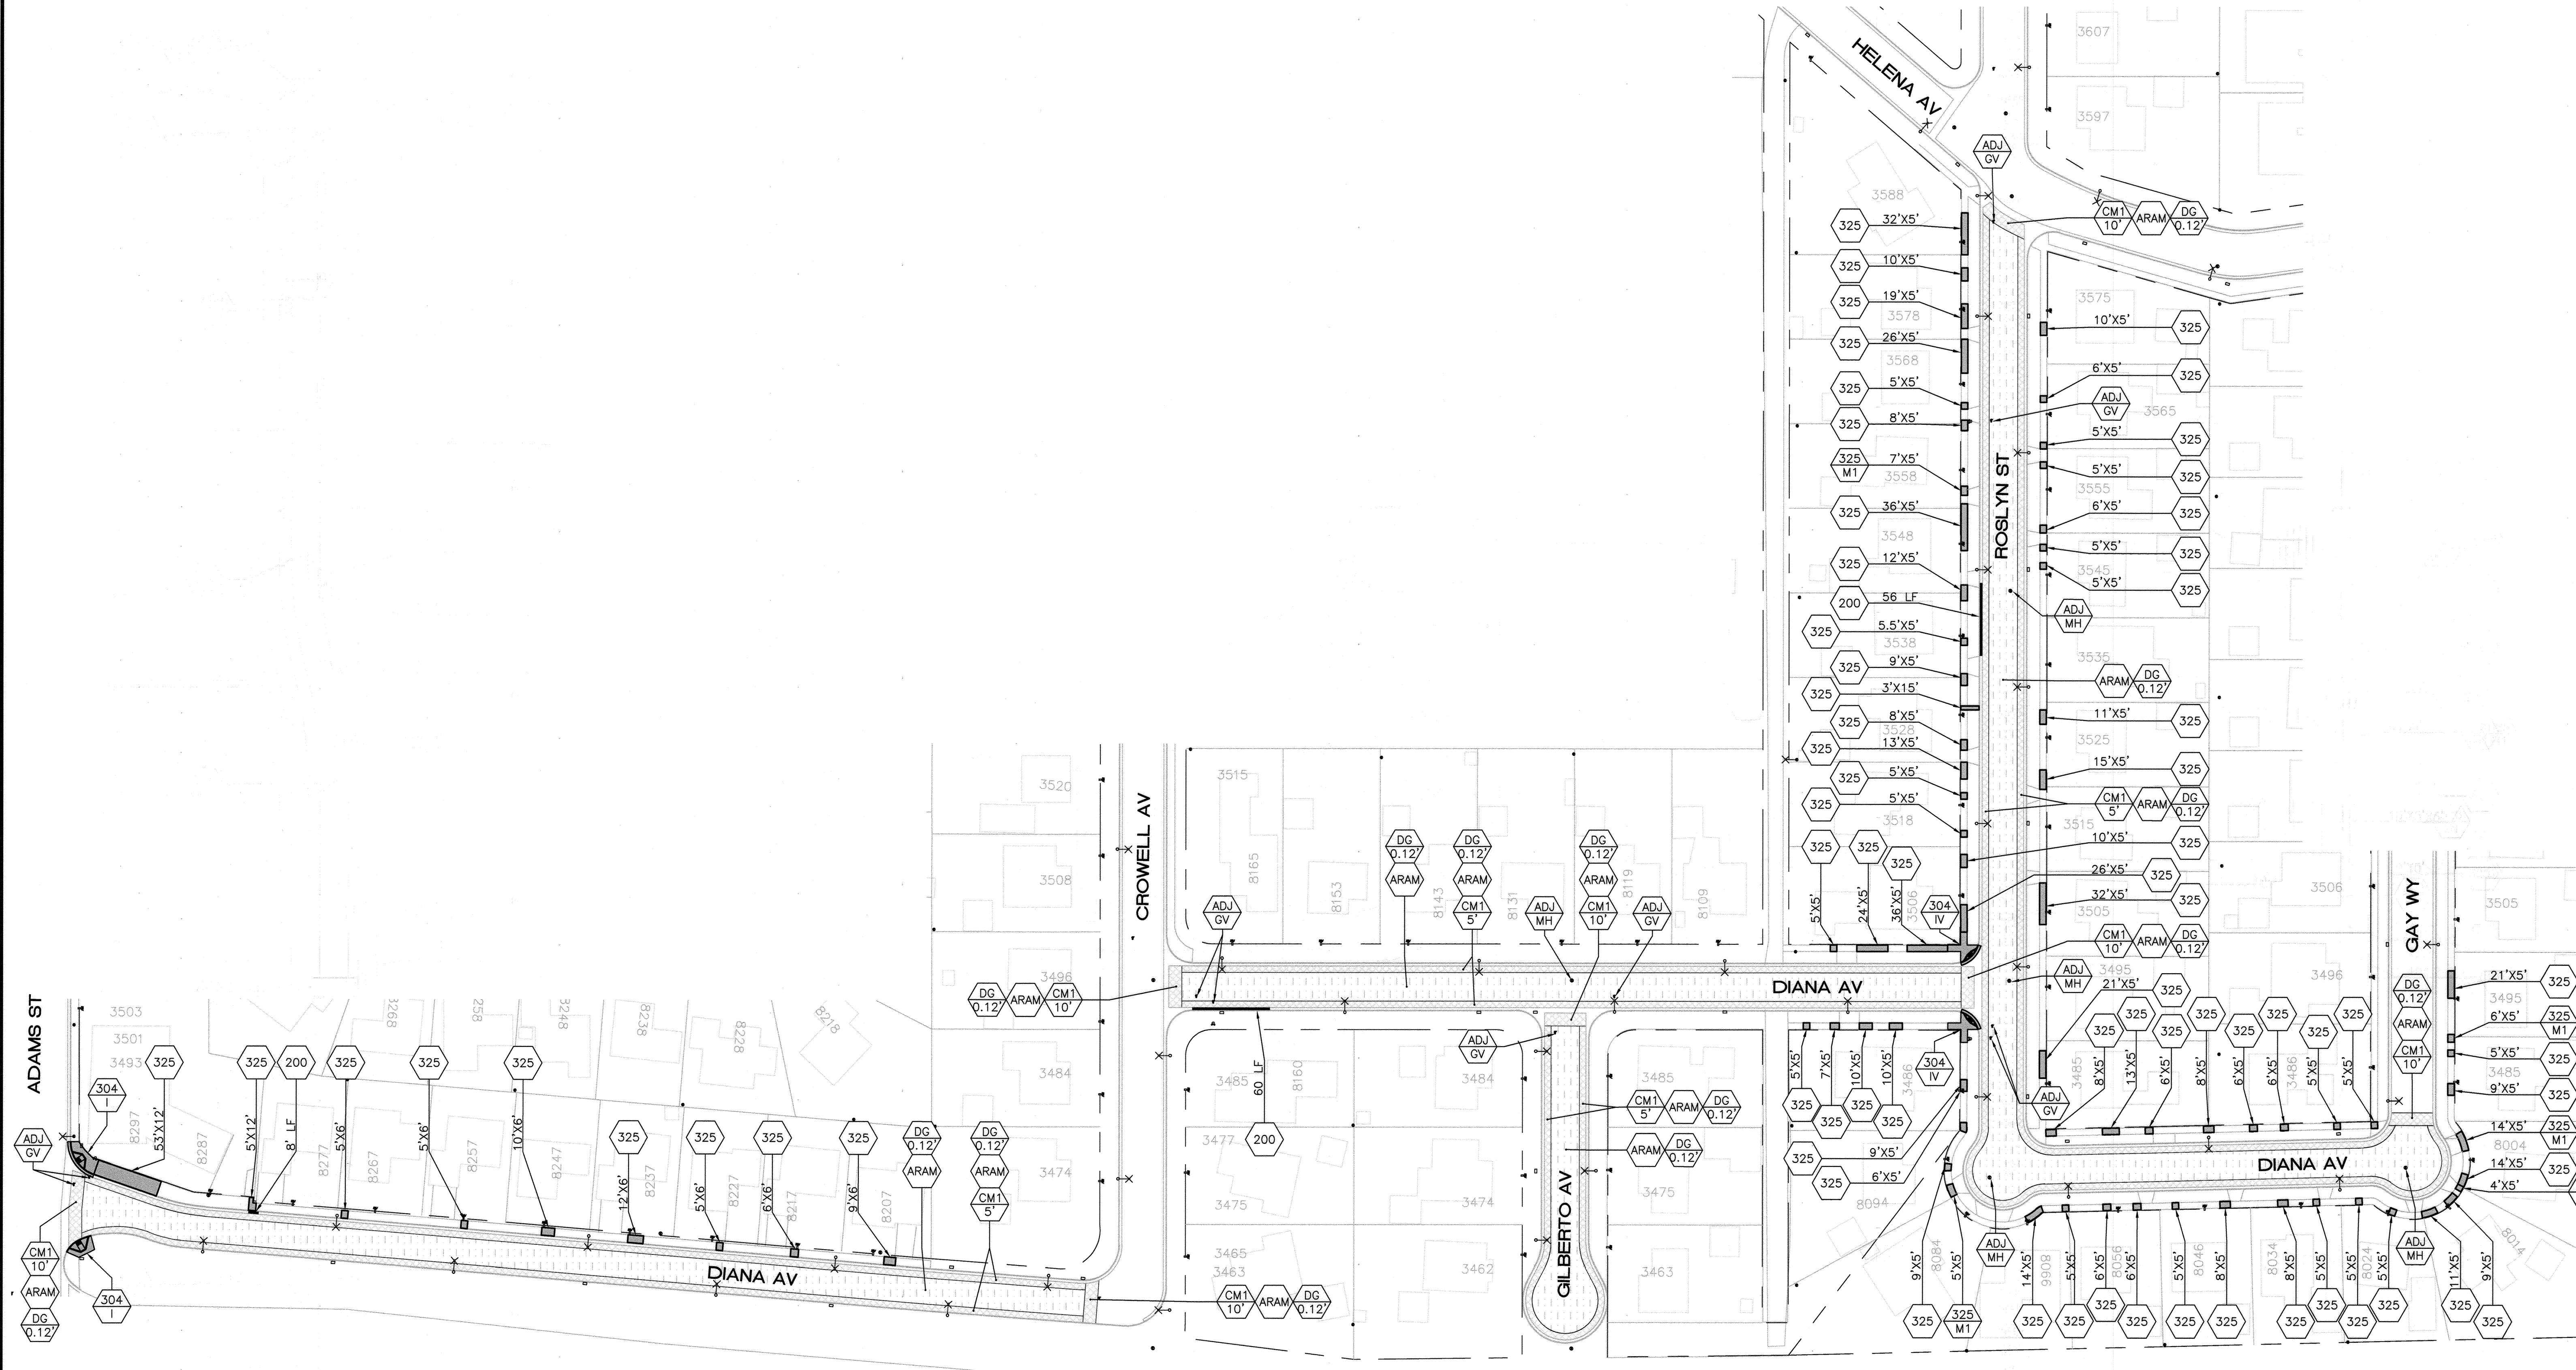 HELENA AV
3607
3597
ADJ
GV
3588
CM1
10'
ARAM
DG
0.12'
325
32'X5'
325
10'X5'
325
19'X5'
3578
325
26'X5'
3568
325
5'X5'
325
8'X5'
325
M1
7'X5'
3558
325
36'X5'
3548
325
12'X5'
200
56 LF
325
5.5'X5'
3538
325
9'X5'
325
3'X15'
325
8'X5'
3528
325
13'X5'
325
5'X5'
325
5'X5'
3518
ROSLYN ST
3575
10'X5'
325
6'X5'
325
ADJ
GV
3565
5'X5'
325
5'X5'
325
3555
6'X5'
325
5'X5'
325
3545
5'X5'
325
ADJ
MH
3535
ARAM
DG
0.12'
11'X5'
325
3525
15'X5'
325
CM1
5'
ARAM
DG
0.12'
3515
10'X5'
325
26'X5'
325
32'X5'
325
3505
CM1
10'
ARAM
DG
0.12'
ADJ
MH
3495
21'X5'
325
325
5'X5'
325
24'X5'
325
36'X5'
3506
304
IV
CROWELL AV
3520
3508
3496
3484
3474
DG
0.12'
ARAM
CM1
10'
3515
8165
8153
8143
8131
8119
8109
ADJ
GV
DG
0.12'
ARAM
DG
0.12'
ARAM
CM1
5'
ADJ
MH
DG
0.12'
ARAM
CM1
10'
ADJ
GV
DIANA AV
ADJ
GV
3485
8160
60 LF
200
3477
3475
3465
3463
3484
3474
3462
GILBERTO AV
3485
CM1
5'
ARAM
DG
0.12'
ARAM
DG
0.12'
3475
3463
CM1
10'
ARAM
DG
0.12'
5'X5'
325
7'X5'
325
10'X5'
325
10'X5'
325
3486
304
IV
325
9'X5'
325
6'X5'
8094
ADJ
GV
3485
325
8'X5'
325
13'X5'
325
6'X5'
325
8'X5'
325
6'X5'
325
6'X5'
3486
325
5'X5'
325
5'X5'
3506
3496
GAY WY
DG
0.12'
ARAM
CM1
10'
3505
21'X5'
325
3495
6'X5'
325
M1
5'X5'
325
3485
9'X5'
325
14'X5'
325
M1
8004
14'X5'
325
4'X5'
DIANA AV
8014
9'X5'
325
8084
5'X5'
325
M1
ADJ
MH
14'X5'
325
8066
5'X5'
325
6'X5'
325
8056
6'X5'
325
5'X5'
325
8046
8'X5'
325
8034
8'X5'
325
5'X5'
325
8024
5'X5'
325
5'X5'
325
ADJ
MH
11'X5'
325
9'X5'
325
ADAMS ST
3503
3501
3493
325
53'X12'
304
I
8297
8287
ADJ
GV
CM1
10'
ARAM
DG
0.12'
304
I
325
5'X12'
200
8' LF
8277
325
5'X6'
8267
325
5'X6'
8257
325
10'X6'
8247
325
12'X6'
8237
325
5'X6'
8227
325
6'X6'
8217
325
9'X6'
8207
8268
258
8248
8238
8228
8218
DG
0.12'
ARAM
DG
0.12'
ARAM
CM1
5'
DIANA AV